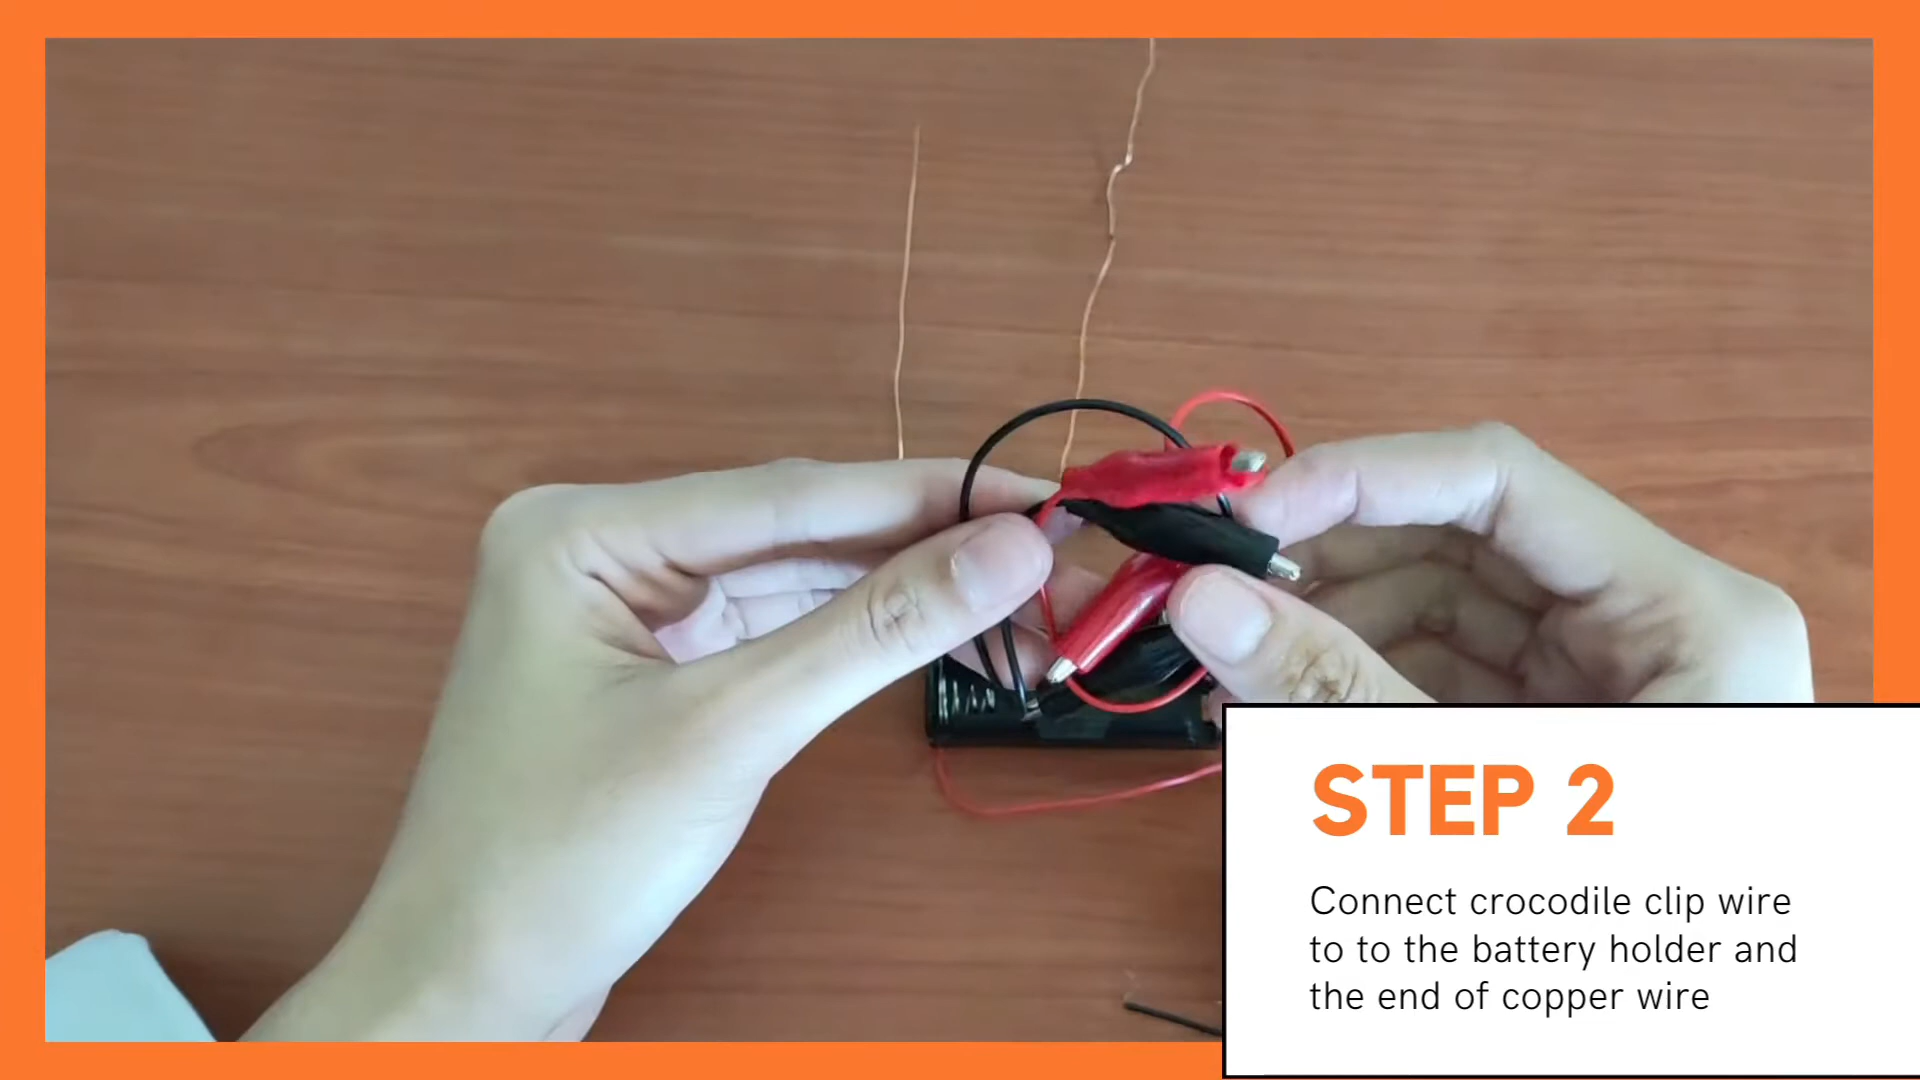 STEP 2
Connect crocodile clip wire
to to the battery holder and
the end of copper wire